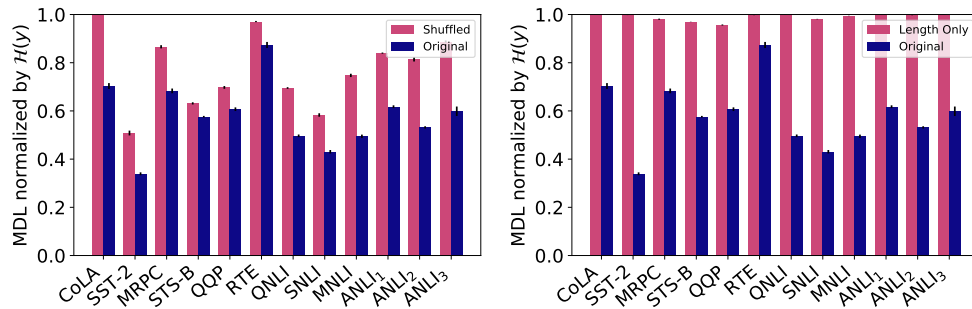 MDL normalized by ℋ(y)
1.0
0.8
0.6
0.4
0.2
0.0
Shuffled
Original
CoLA
SST-2
MRPC
STS-B
QQP
RTE
QNLI
SNLI
MNLI
ANLI₁
ANLI₂
ANLI₃
MDL normalized by ℋ(y)
1.0
0.8
0.6
0.4
0.2
0.0
Length Only
Original
CoLA
SST-2
MRPC
STS-B
QQP
RTE
QNLI
SNLI
MNLI
ANLI₁
ANLI₂
ANLI₃